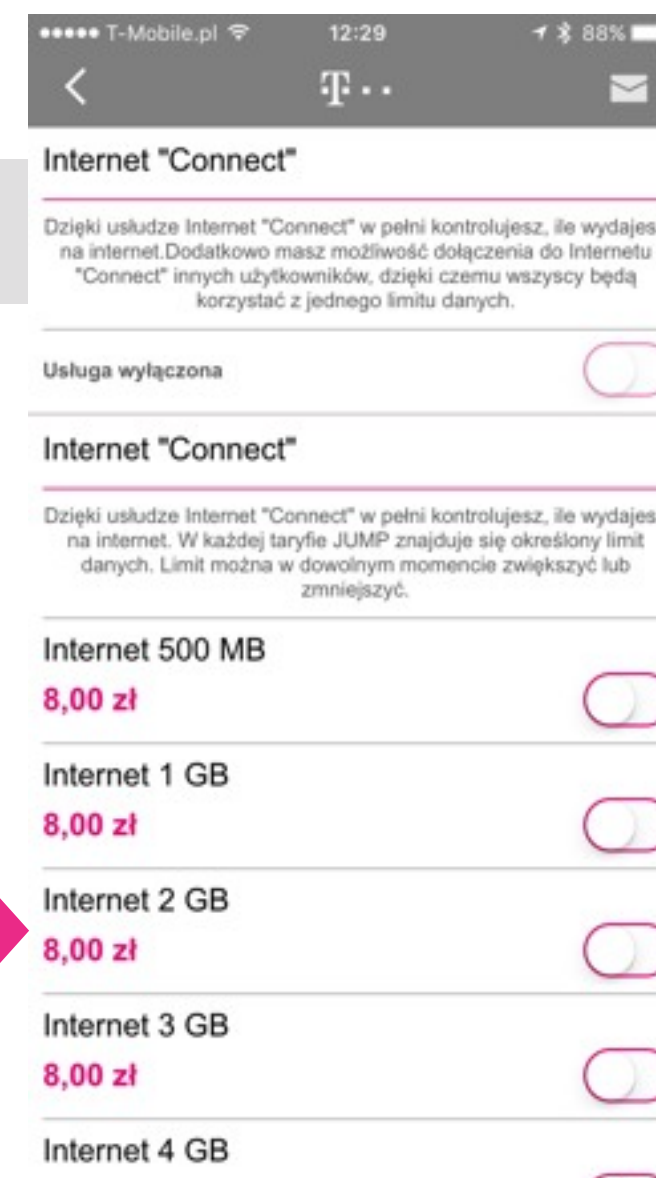 T-Mobile.pl 12:29 88%
T
Internet "Connect"
Dzięki usłudze Internet "Connect" w pełni kontrolujesz, ile wydajes
na internet.Dodatkowo masz możliwość dołączenia do Internetu
"Connect" innych użytkowników, dzięki czemu wszyscy będą
korzystać z jednego limitu danych.
Usługa wyłączona
Internet "Connect"
Dzięki usłudze Internet "Connect" w pełni kontrolujesz, ile wydajes
na internet. W każdej taryfie JUMP znajduje się określony limit
danych. Limit można w dowolnym momencie zwiększyć lub
zmniejszyć.
Internet 500 MB
8,00 zł
Internet 1 GB
8,00 zł
Internet 2 GB
8,00 zł
Internet 3 GB
8,00 zł
Internet 4 GB